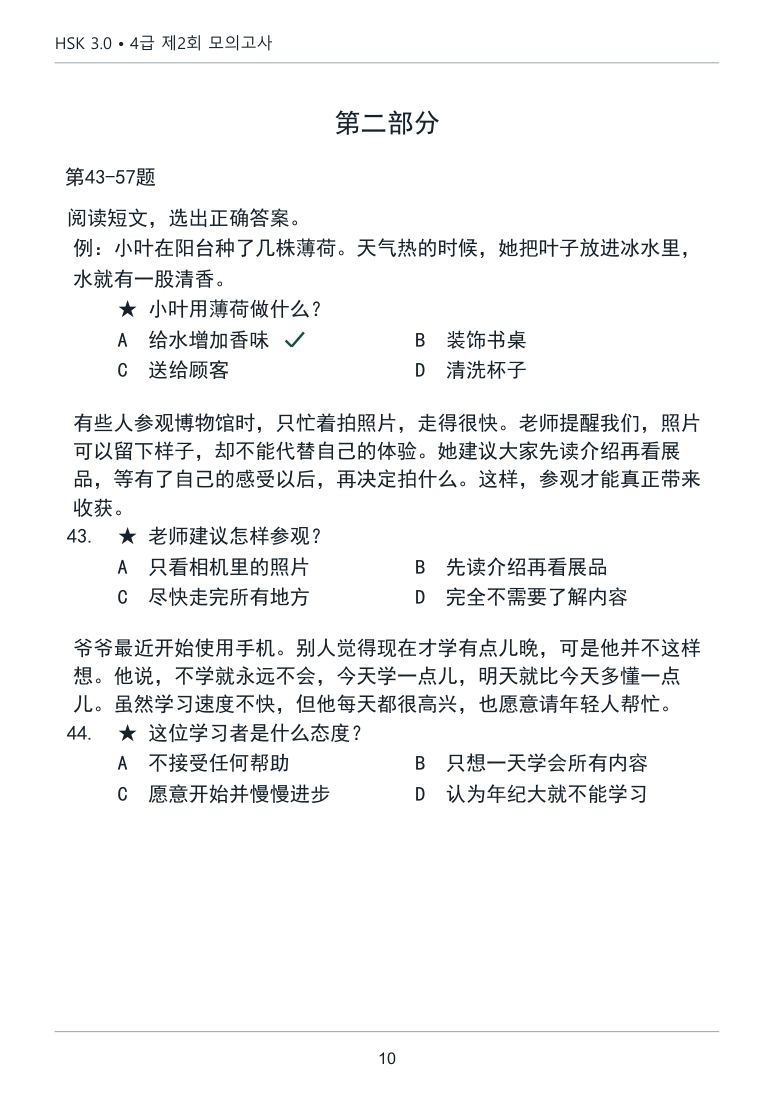 HSK 3.0 • 4급 제2회 모의고사
第二部分
第43-57题
阅读短文，选出正确答案。
例：小叶在阳台种了几株薄荷。天气热的时候，她把叶子放进冰水里，
水就有一股清香。
★ 小叶用薄荷做什么？
A 给水增加香味 ✓ B 装饰书桌
C 送给顾客 D 清洗杯子
有些人参观博物馆时，只忙着拍照片，走得很快。老师提醒我们，照片
可以留下样子，却不能代替自己的体验。她建议大家先读介绍再看展
品，等有了自己的感受以后，再决定拍什么。这样，参观才能真正带来
收获。
43. ★ 老师建议怎样参观？
A 只看相机里的照片 B 先读介绍再看展品
C 尽快走完所有地方 D 完全不需要了解内容
爷爷最近开始使用手机。别人觉得现在才学有点儿晚，可是他并不这样
想。他说，不学就永远不会，今天学一点儿，明天就比今天多懂一点
儿。虽然学习速度不快，但他每天都很高兴，也愿意请年轻人帮忙。
44. ★ 这位学习者是什么态度？
A 不接受任何帮助 B 只想一天学会所有内容
C 愿意开始并慢慢进步 D 认为年纪大就不能学习
10